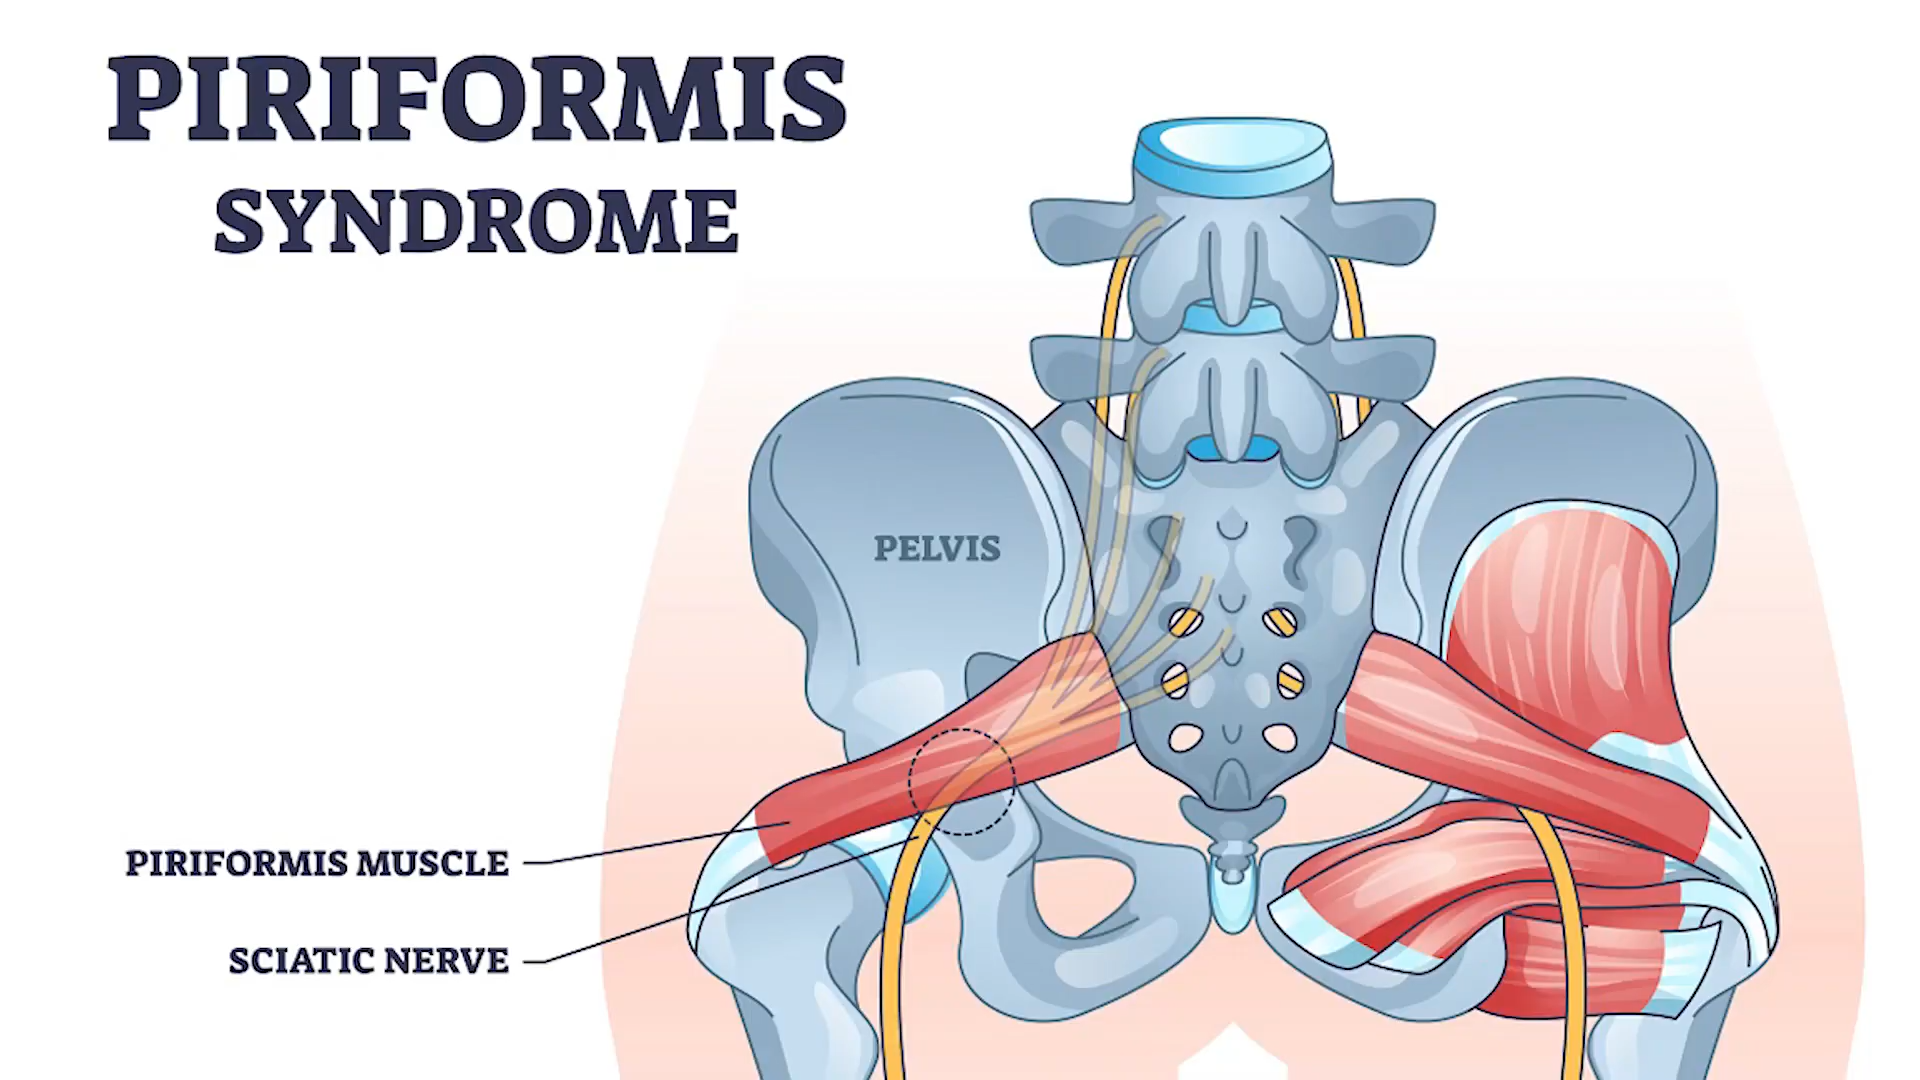 PIRIFORMIS
SYNDROME
PELVIS
PIRIFORMIS MUSCLE
SCIATIC NERVE